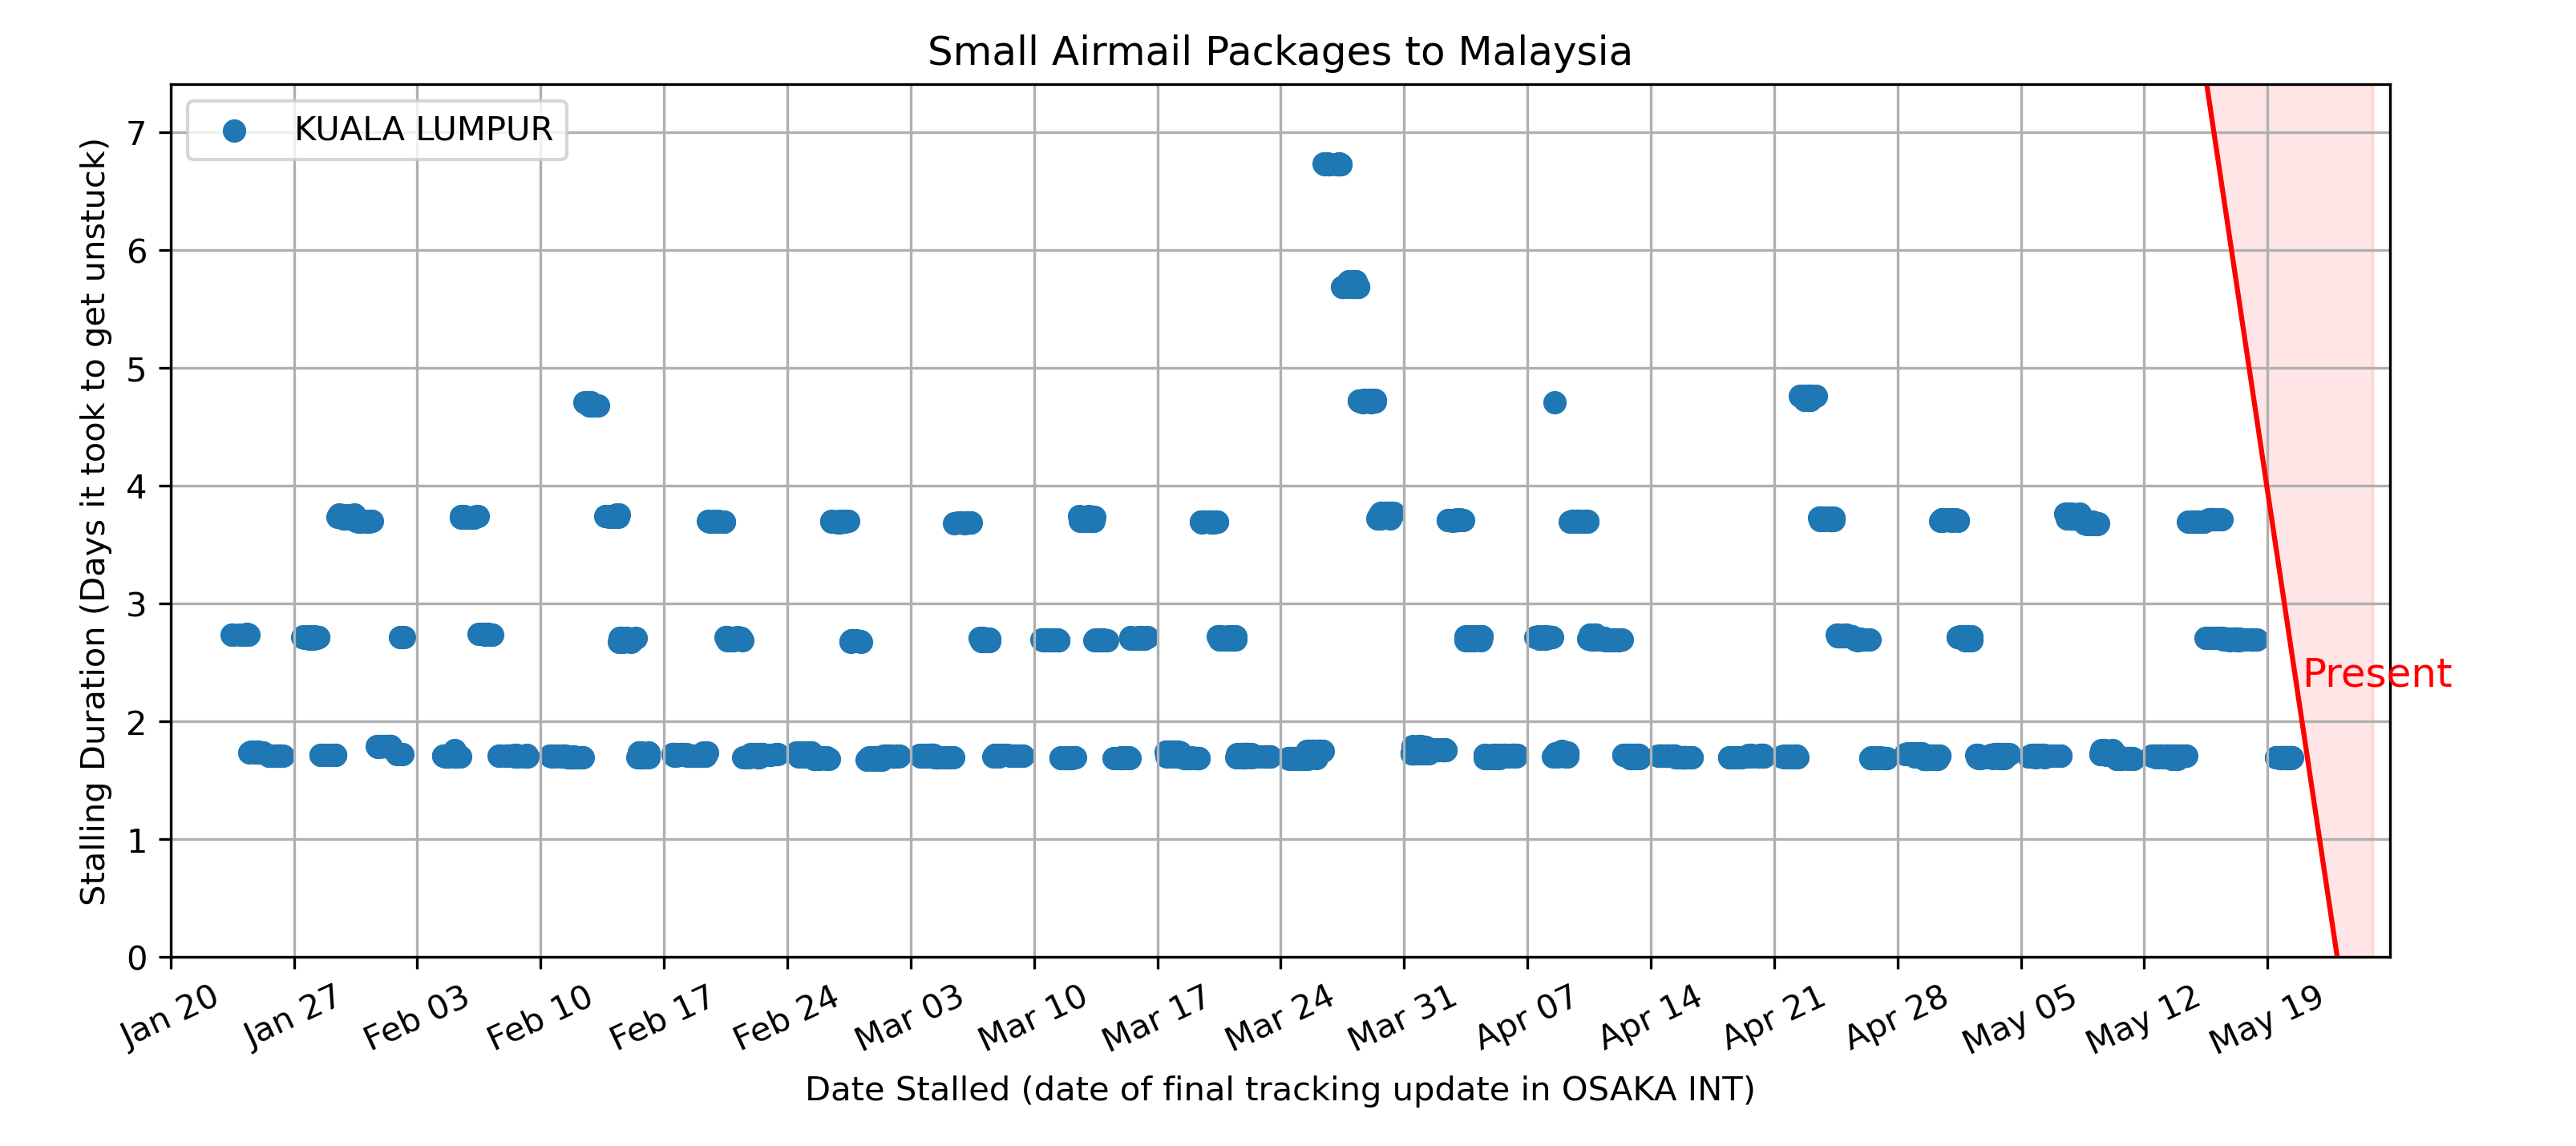 Small Airmail Packages to Malaysia
KUALA LUMPUR
Stalling Duration (Days it took to get unstuck)
7
6
5
4
3
2
1
0
Present
Jan 20
Jan 27
Feb 03
Feb 10
Feb 17
Feb 24
Mar 03
Mar 10
Mar 17
Mar 24
Mar 31
Apr 07
Apr 14
Apr 21
Apr 28
May 05
May 12
May 19
Date Stalled (date of final tracking update in OSAKA INT)